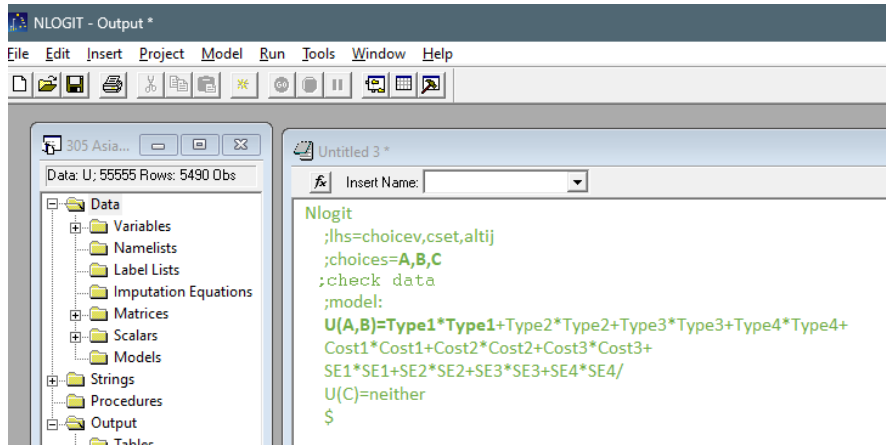 NLOGIT - Output *
File Edit Insert Project Model Run Tools Window Help
305 Asia...
Data: U; 55555 Rows: 5490 Obs
Data
Variables
Namelists
Label Lists
Imputation Equations
Matrices
Scalars
Models
Strings
Procedures
Output
Tables
Untitled 3 *
fx Insert Name:
Nlogit
;lhs=choicev,cset,altij
;choices=A,B,C
;check data
;model:
U(A,B)=Type1*Type1+Type2*Type2+Type3*Type3+Type4*Type4+
Cost1*Cost1+Cost2*Cost2+Cost3*Cost3+
SE1*SE1+SE2*SE2+SE3*SE3+SE4*SE4/
U(C)=neither
$